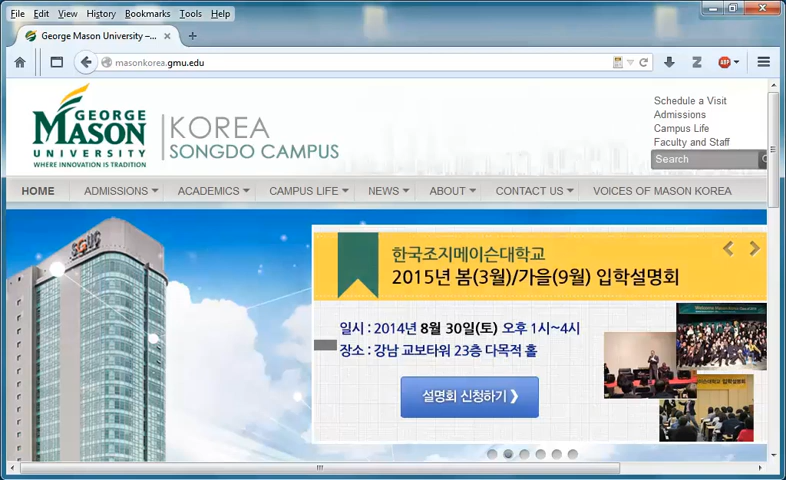 File Edit View History Bookmarks Tools Help
George Mason University –...
masonkorea.gmu.edu
Schedule a Visit
Admissions
Campus Life
Faculty and Staff
Search
GEORGE
MASON
UNIVERSITY
WHERE INNOVATION IS TRADITION
KOREA
SONGDO CAMPUS
HOME ADMISSIONS ACADEMICS CAMPUS LIFE NEWS ABOUT CONTACT US VOICES OF MASON KOREA
한국조지메이슨대학교
2015년 봄(3월)/가을(9월) 입학설명회
일시 : 2014년 8월 30일(토) 오후 1시~4시
장소 : 강남 교보타워 23층 다목적 홀
설명회 신청하기